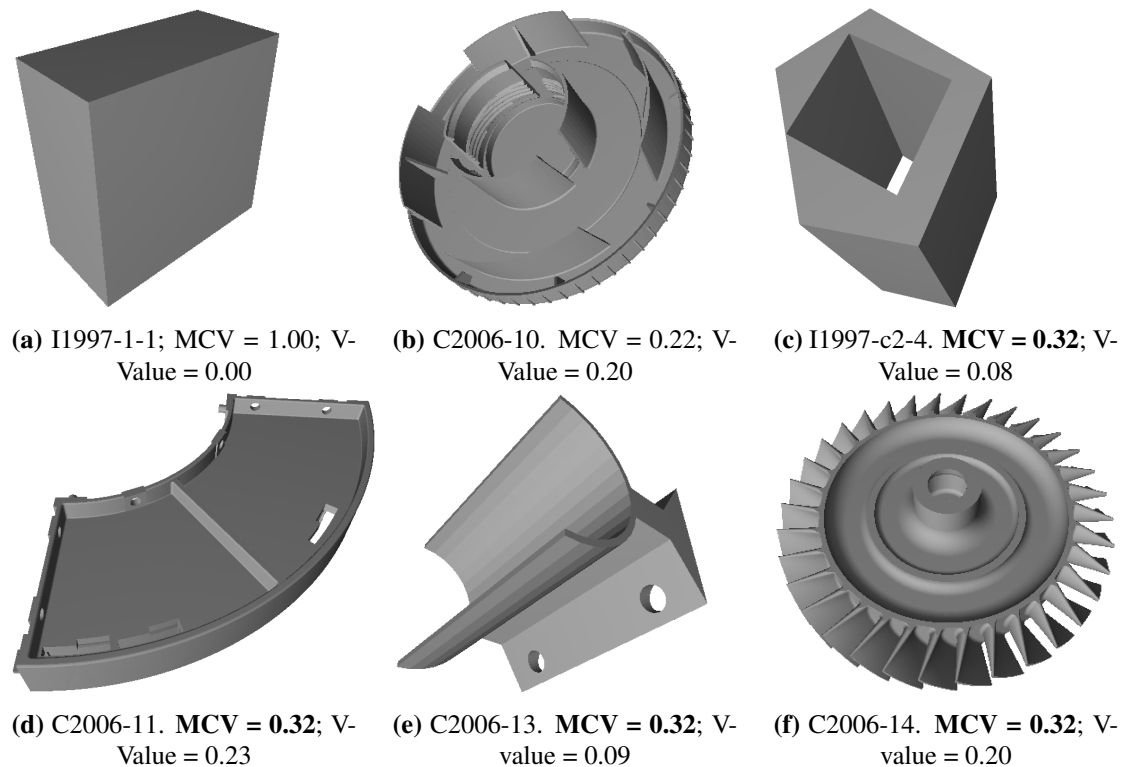 (a) I1997-1-1; MCV = 1.00; V-
Value = 0.00
(b) C2006-10. MCV = 0.22; V-
Value = 0.20
(c) I1997-c2-4. MCV = 0.32; V-
Value = 0.08
(d) C2006-11. MCV = 0.32; V-
Value = 0.23
(e) C2006-13. MCV = 0.32; V-
value = 0.09
(f) C2006-14. MCV = 0.32; V-
value = 0.20